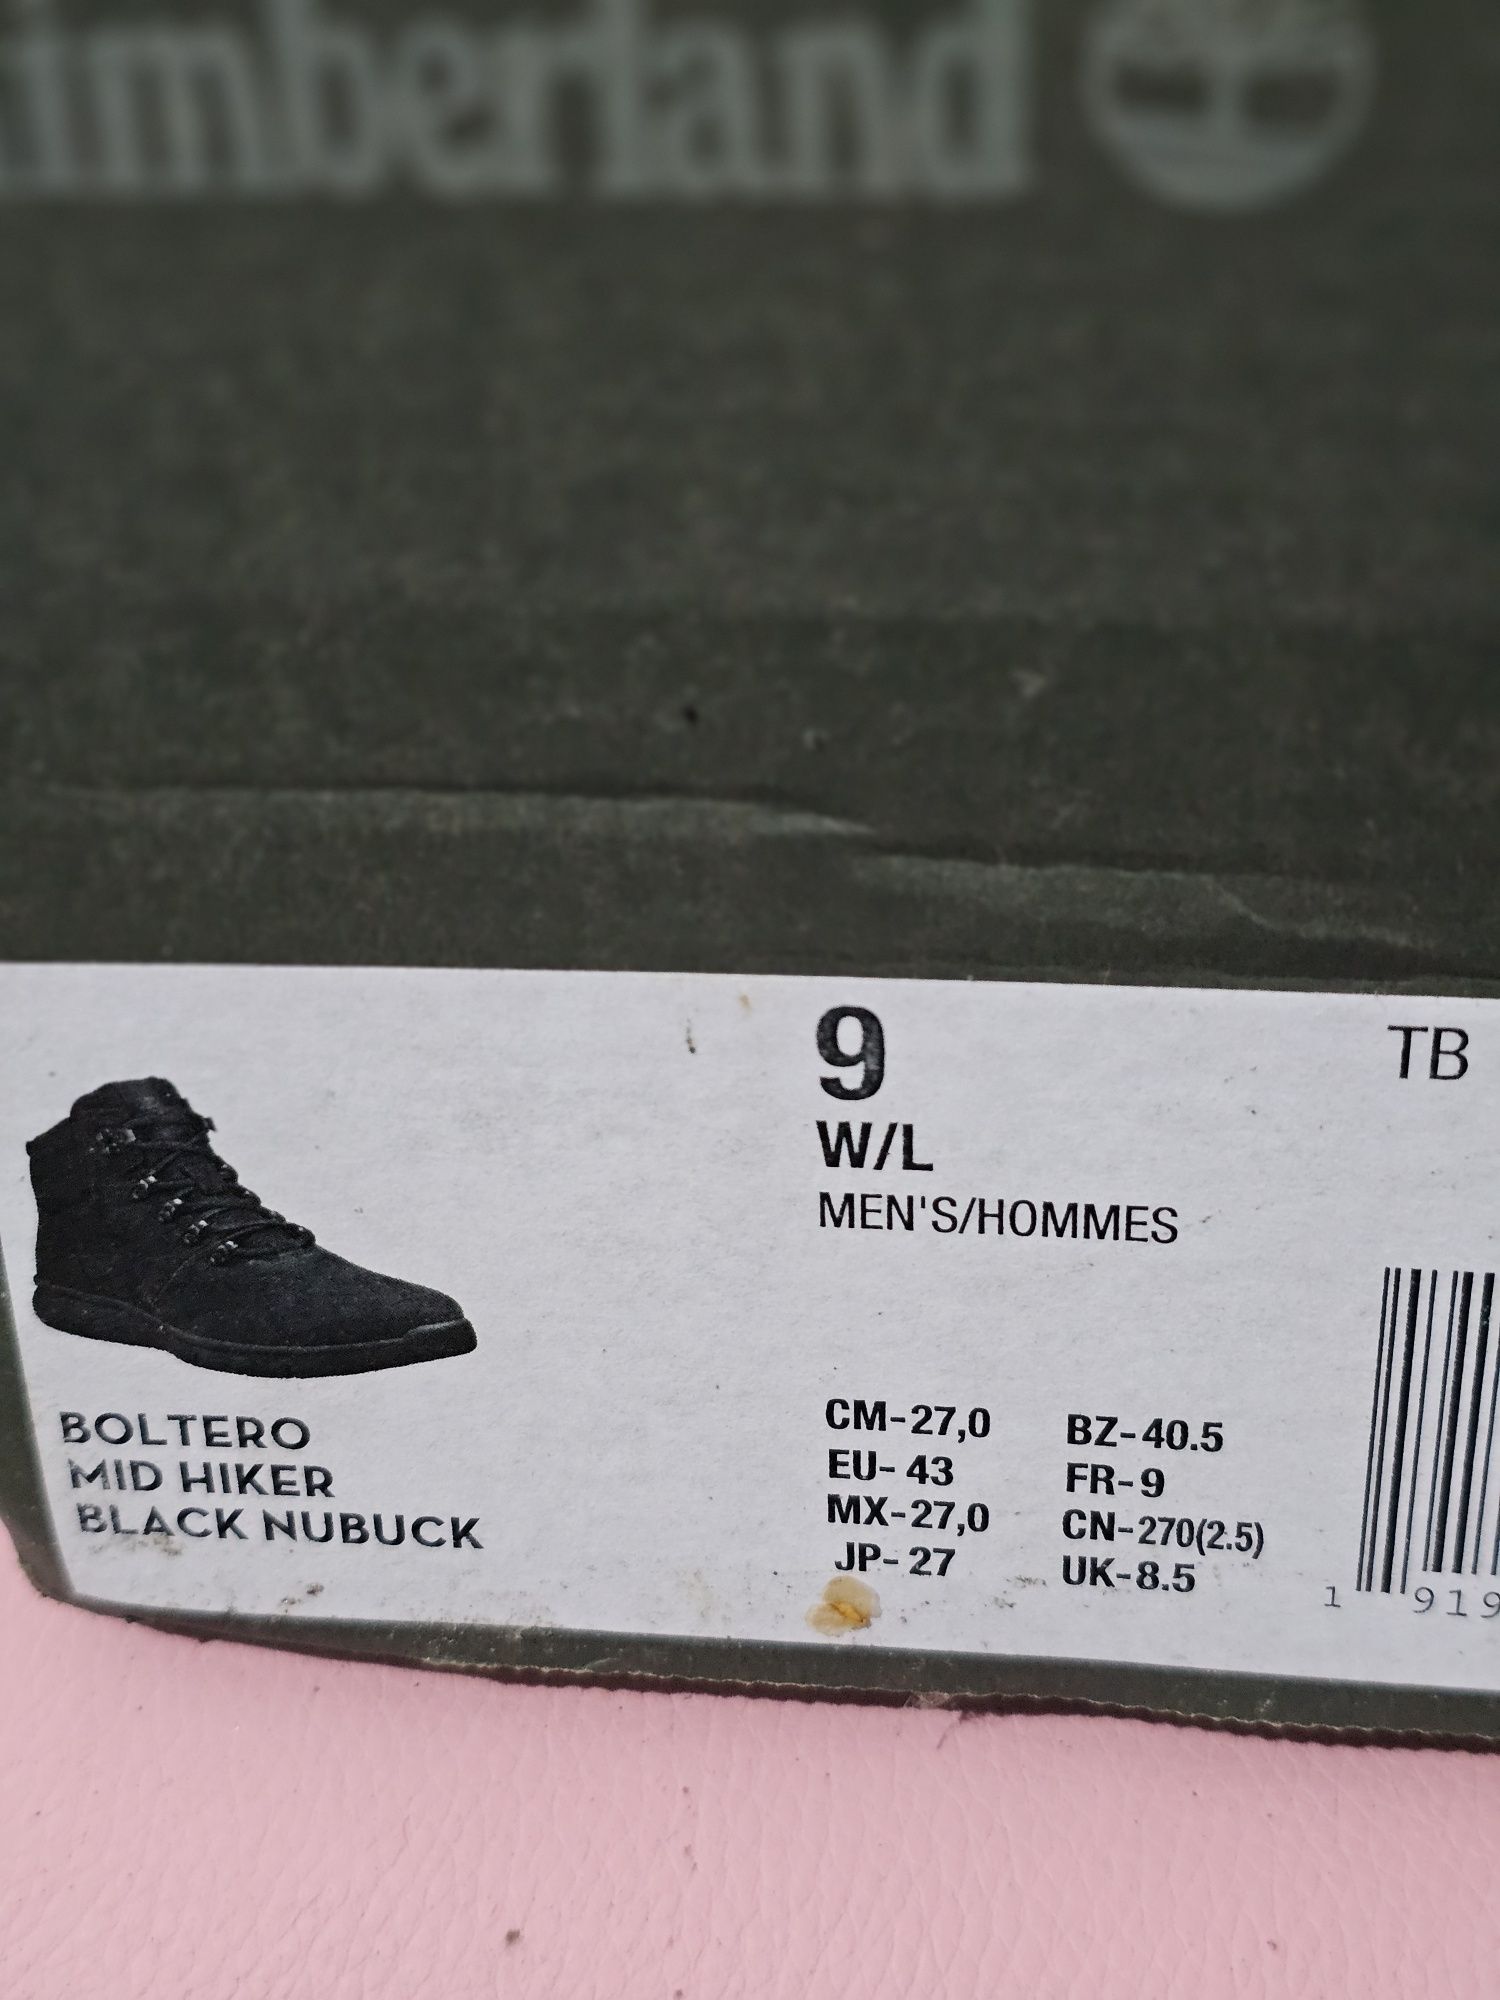 imberland
9
W/L
MEN'S/HOMMES
TB
BOLTERO
MID HIKER
BLACK NUBUCK
CM-27,0
EU- 43
MX-27,0
JP- 27
BZ-40.5
FR-9
CN-270(2.5)
UK-8.5
1 919